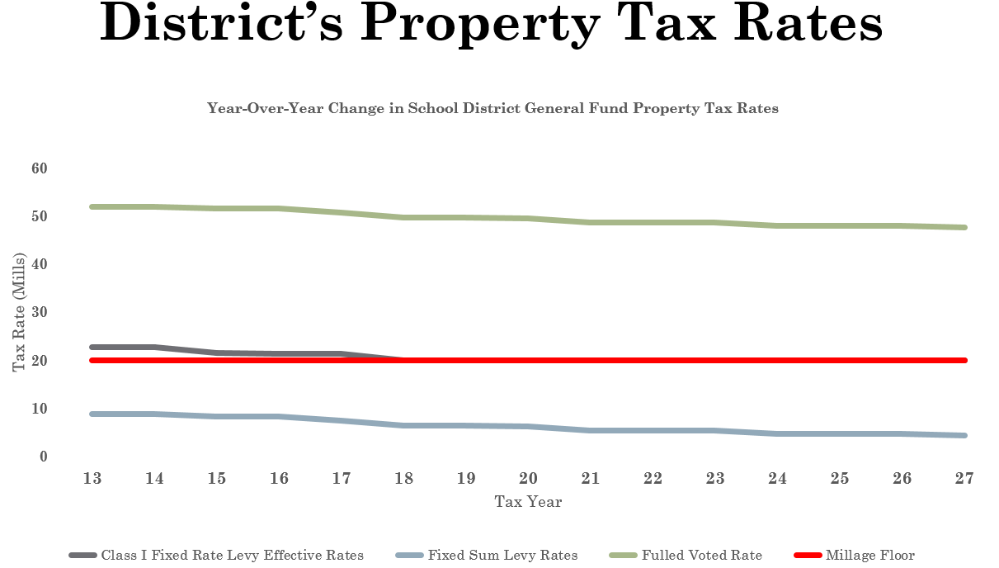 District’s Property Tax Rates
Year-Over-Year Change in School District General Fund Property Tax Rates
Tax Rate (Mills)
60
50
40
30
20
10
0
13 14 15 16 17 18 19 20 21 22 23 24 25 26 27
Tax Year
Class I Fixed Rate Levy Effective Rates Fixed Sum Levy Rates Fulled Voted Rate Millage Floor